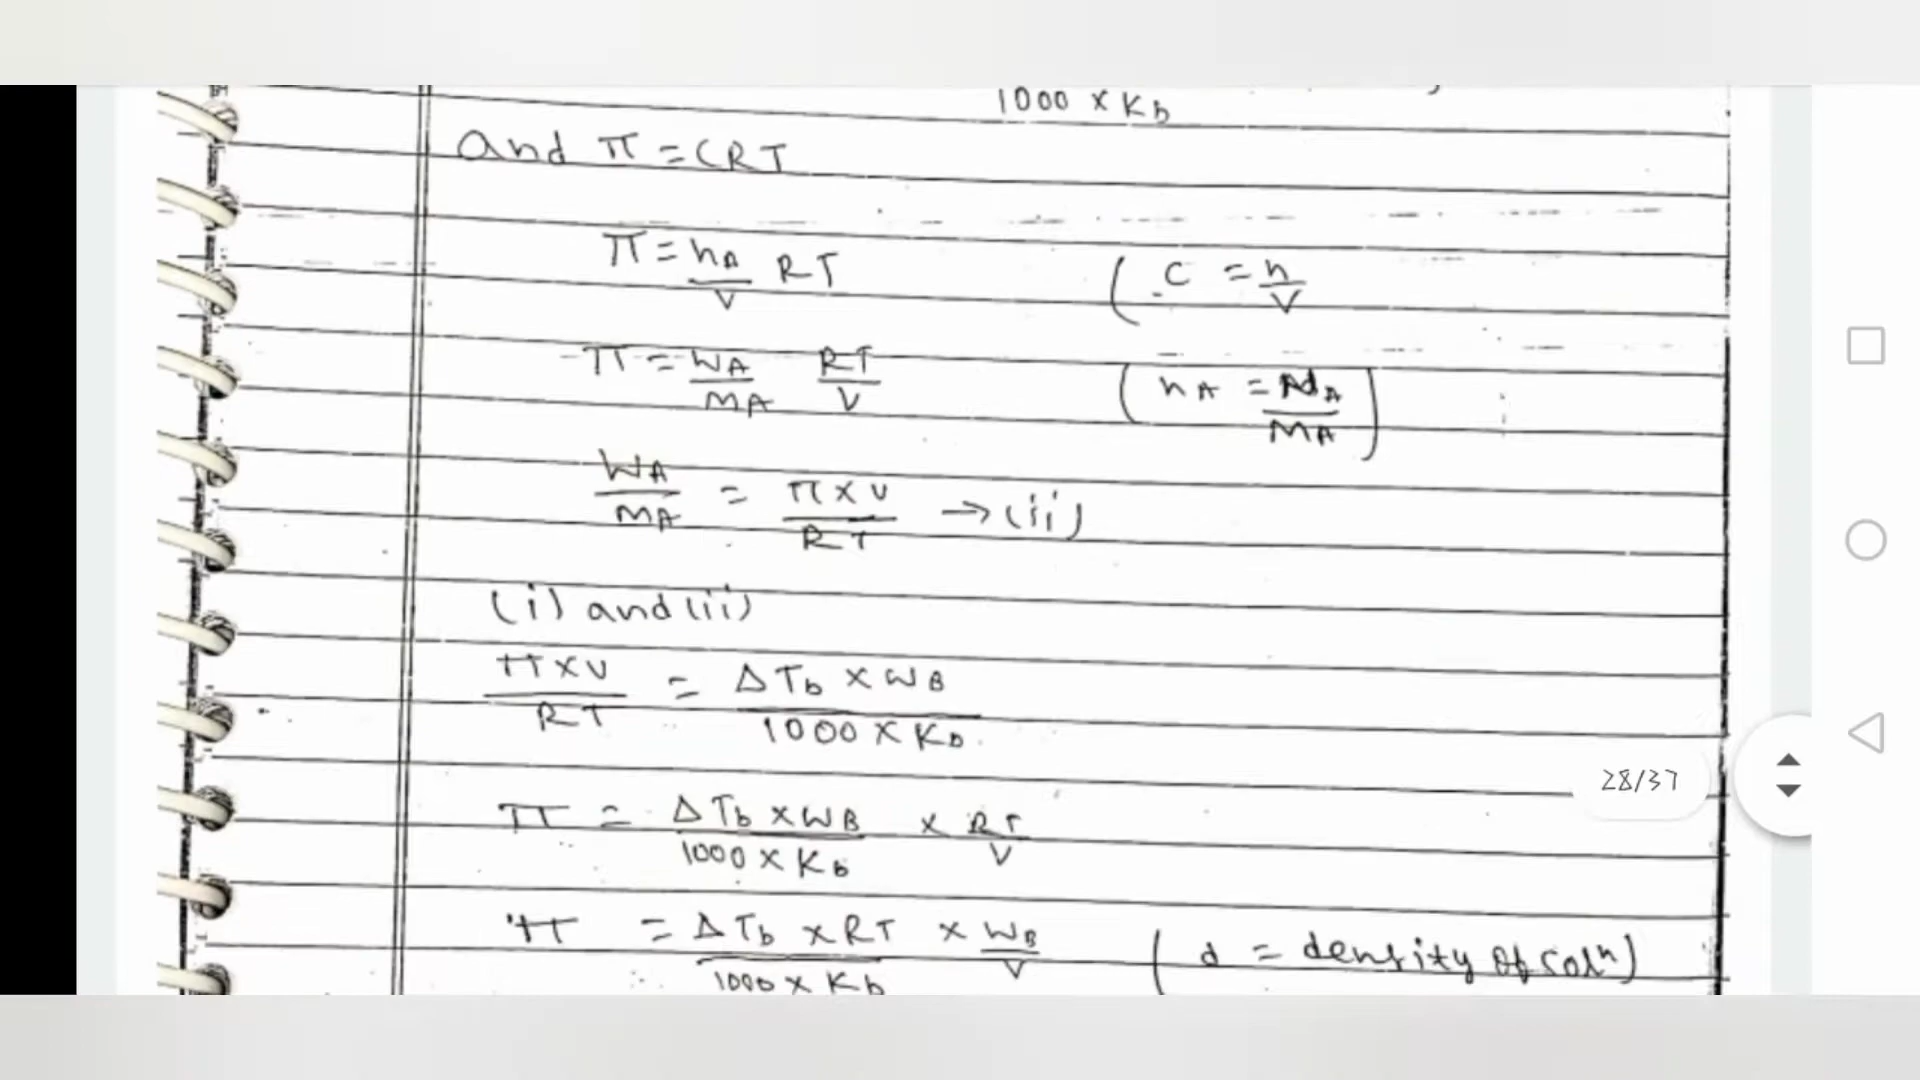 1000 × Kb
and π = CRT
π = nA/V RT ( C = n/V
π = WA/MA RT/V ( nA = WA/MA )
WA/MA = π × V/RT → (ii)
(i) and (ii)
π × V/RT = ΔTb × WB/1000 × Kb
π = ΔTb × WB/1000 × Kb × RT/V
28/37
π = ΔTb × RT/1000 × Kb × WB/V ( d = density of solⁿ)